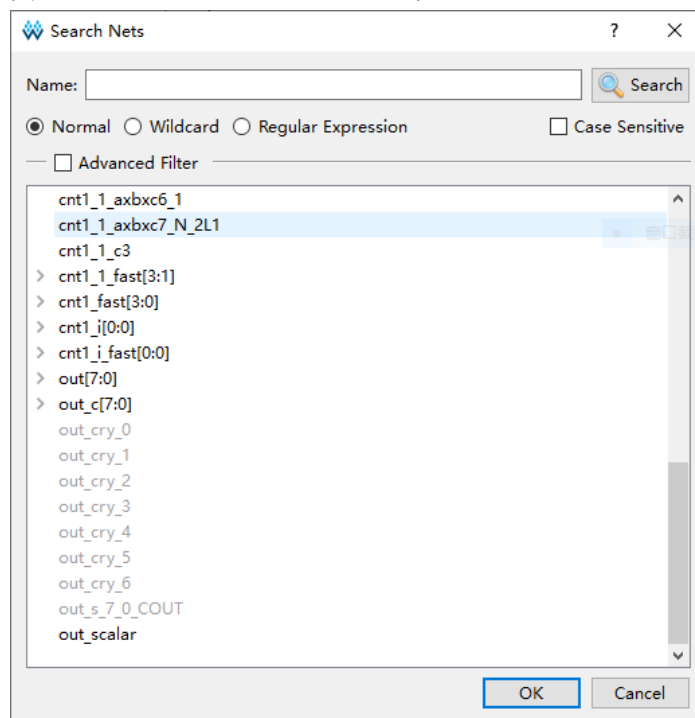 Search Nets
?
Name:
Search
Normal
Wildcard
Regular Expression
Case Sensitive
Advanced Filter
cnt1_1_axbxc6_1
cnt1_1_axbxc7_N_2L1
cnt1_1_c3
cnt1_1_fast[3:1]
cnt1_fast[3:0]
cnt1_i[0:0]
cnt1_i_fast[0:0]
out[7:0]
out_c[7:0]
out_cry_0
out_cry_1
out_cry_2
out_cry_3
out_cry_4
out_cry_5
out_cry_6
out_s_7_0_COUT
out_scalar
OK
Cancel